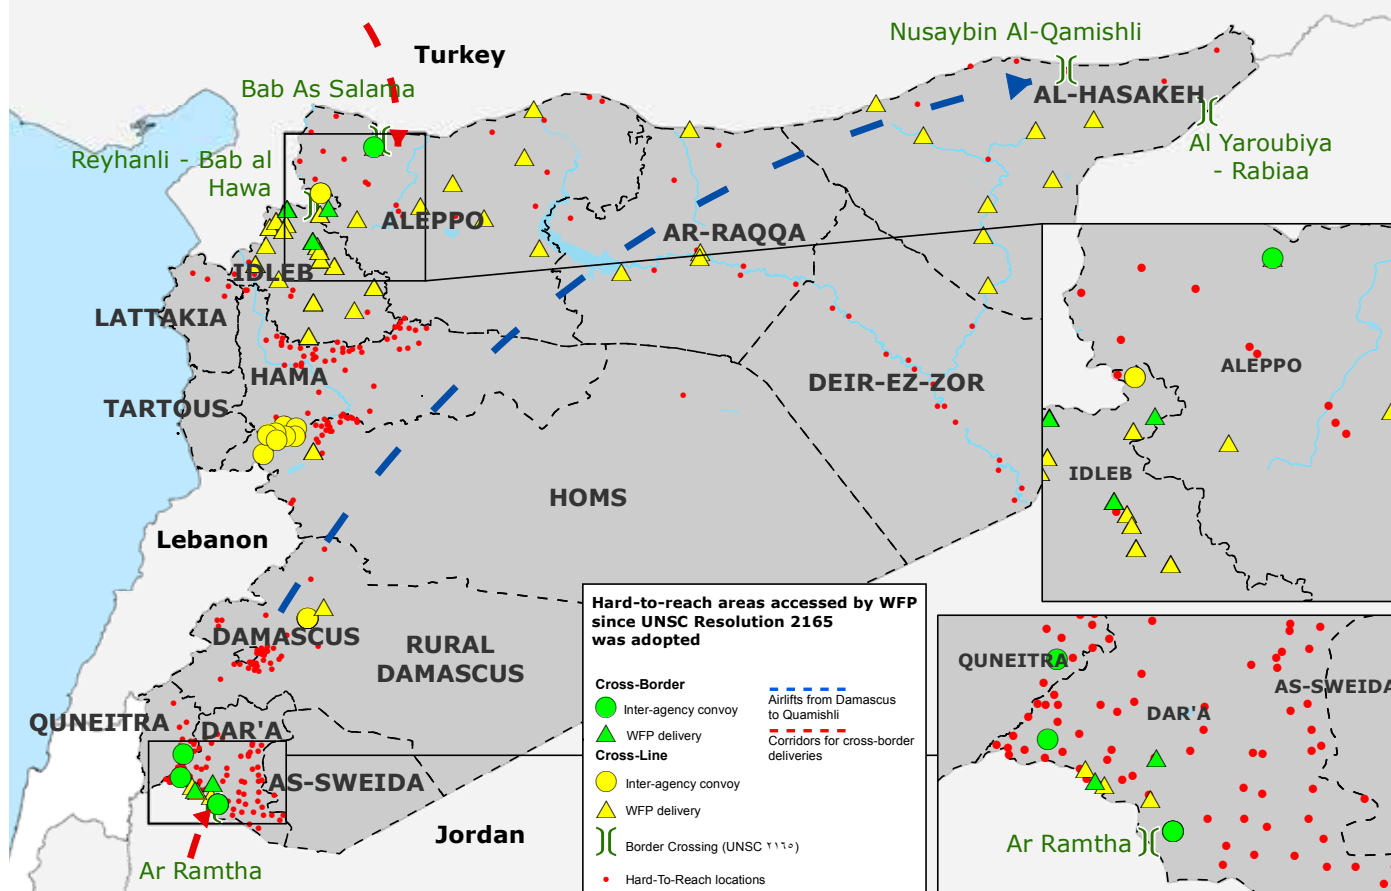 Turkey
Nusaybin Al-Qamishli
Bab As Salama
AL-HASAKEH
Reyhanli - Bab al
Hawa
Al Yaroubiya
- Rabiaa
ALEPPO
AR-RAQQA
IDLEB
LATTAKIA
HAMA
DEIR-EZ-ZOR
TARTOUS
HOMS
Lebanon
DAMASCUS
RURAL
DAMASCUS
QUNEITRA
DAR'A
AS-SWEIDA
Jordan
Ar Ramtha
ALEPPO
IDLEB
QUNEITRA
AS-SWEIDA
DAR'A
Ar Ramtha
Hard-to-reach areas accessed by WFP
since UNSC Resolution 2165
was adopted
Cross-Border
Inter-agency convoy
WFP delivery
Cross-Line
Inter-agency convoy
WFP delivery
Border Crossing (UNSC ٢١٦٥)
Hard-To-Reach locations
Airlifts from Damascus
to Quamishli
Corridors for cross-border
deliveries